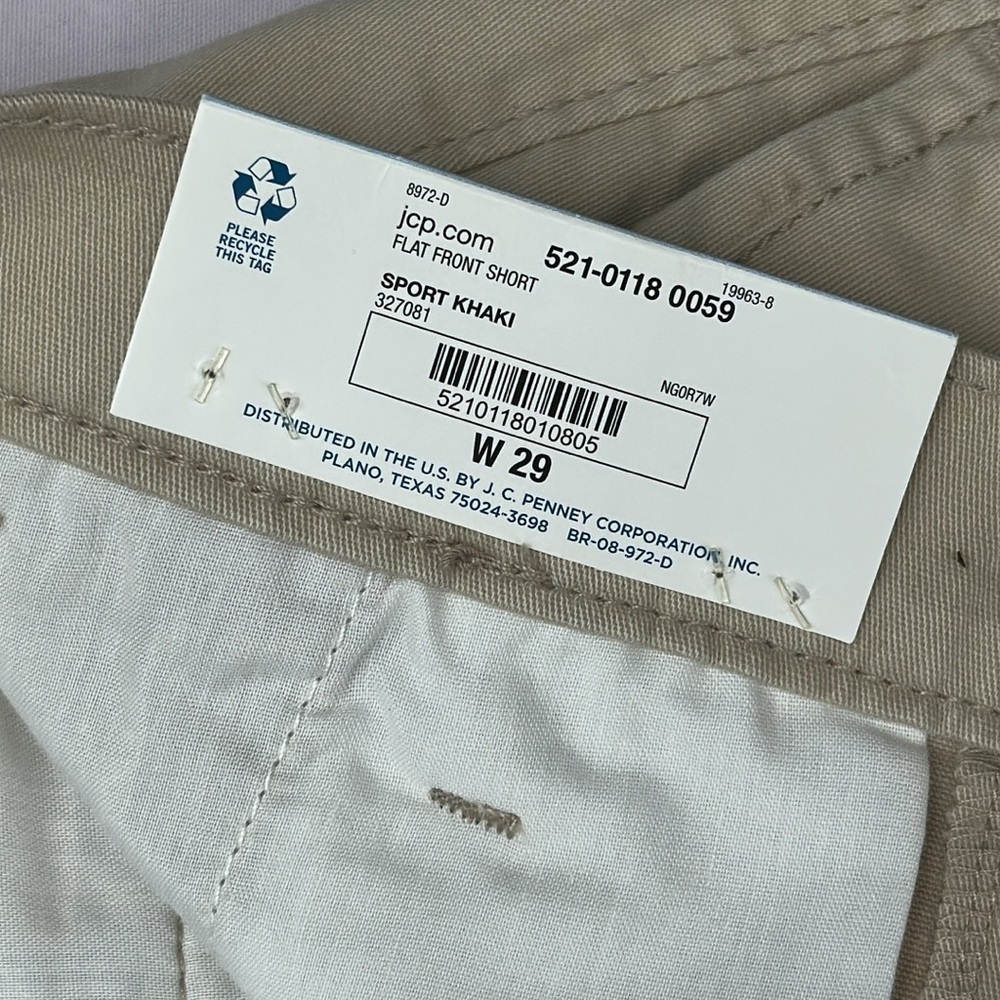 PLEASE
RECYCLE
THIS TAG
8972-D
jcp.com
FLAT FRONT SHORT
521-0118 0059
19963-8
SPORT KHAKI
327081
NG0R7W
5210118010805
W 29
DISTRIBUTED IN THE U.S. BY J. C. PENNEY CORPORATION, INC.
PLANO, TEXAS 75024-3698 BR-08-972-D